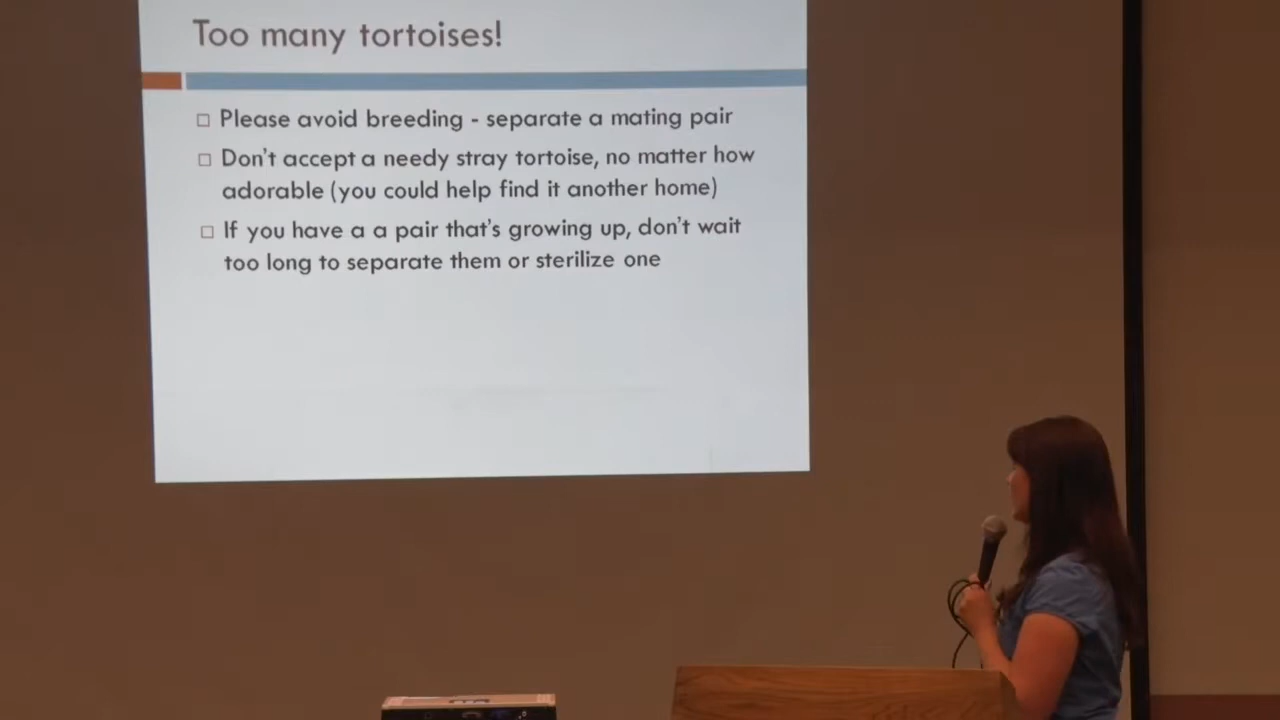 Too many tortoises!
Please avoid breeding - separate a mating pair
Don't accept a needy stray tortoise, no matter how
adorable (you could help find it another home)
If you have a a pair that's growing up, don't wait
too long to separate them or sterilize one